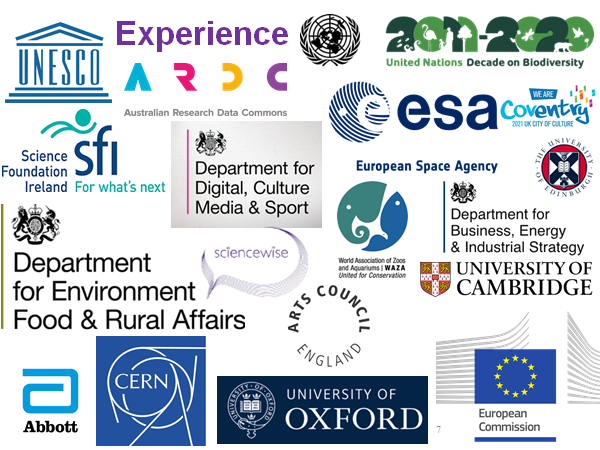 Experience
UNESCO
ARDC
Australian Research Data Commons
2011-2020
United Nations Decade on Biodiversity
esa
European Space Agency
WE ARE
Coventry
2021 UK CITY OF CULTURE
Science
Foundation
Ireland
sfi
For what's next
Department for
Digital, Culture
Media & Sport
THE UNIVERSITY OF EDINBURGH
World Association of Zoos
and Aquariums | WAZA
United for Conservation
Department for
Business, Energy
& Industrial Strategy
Department
for Environment
Food & Rural Affairs
sciencewise
UNIVERSITY OF
CAMBRIDGE
ARTS COUNCIL
ENGLAND
Abbott
CERN
UNIVERSITY OF
OXFORD
European
Commission
7